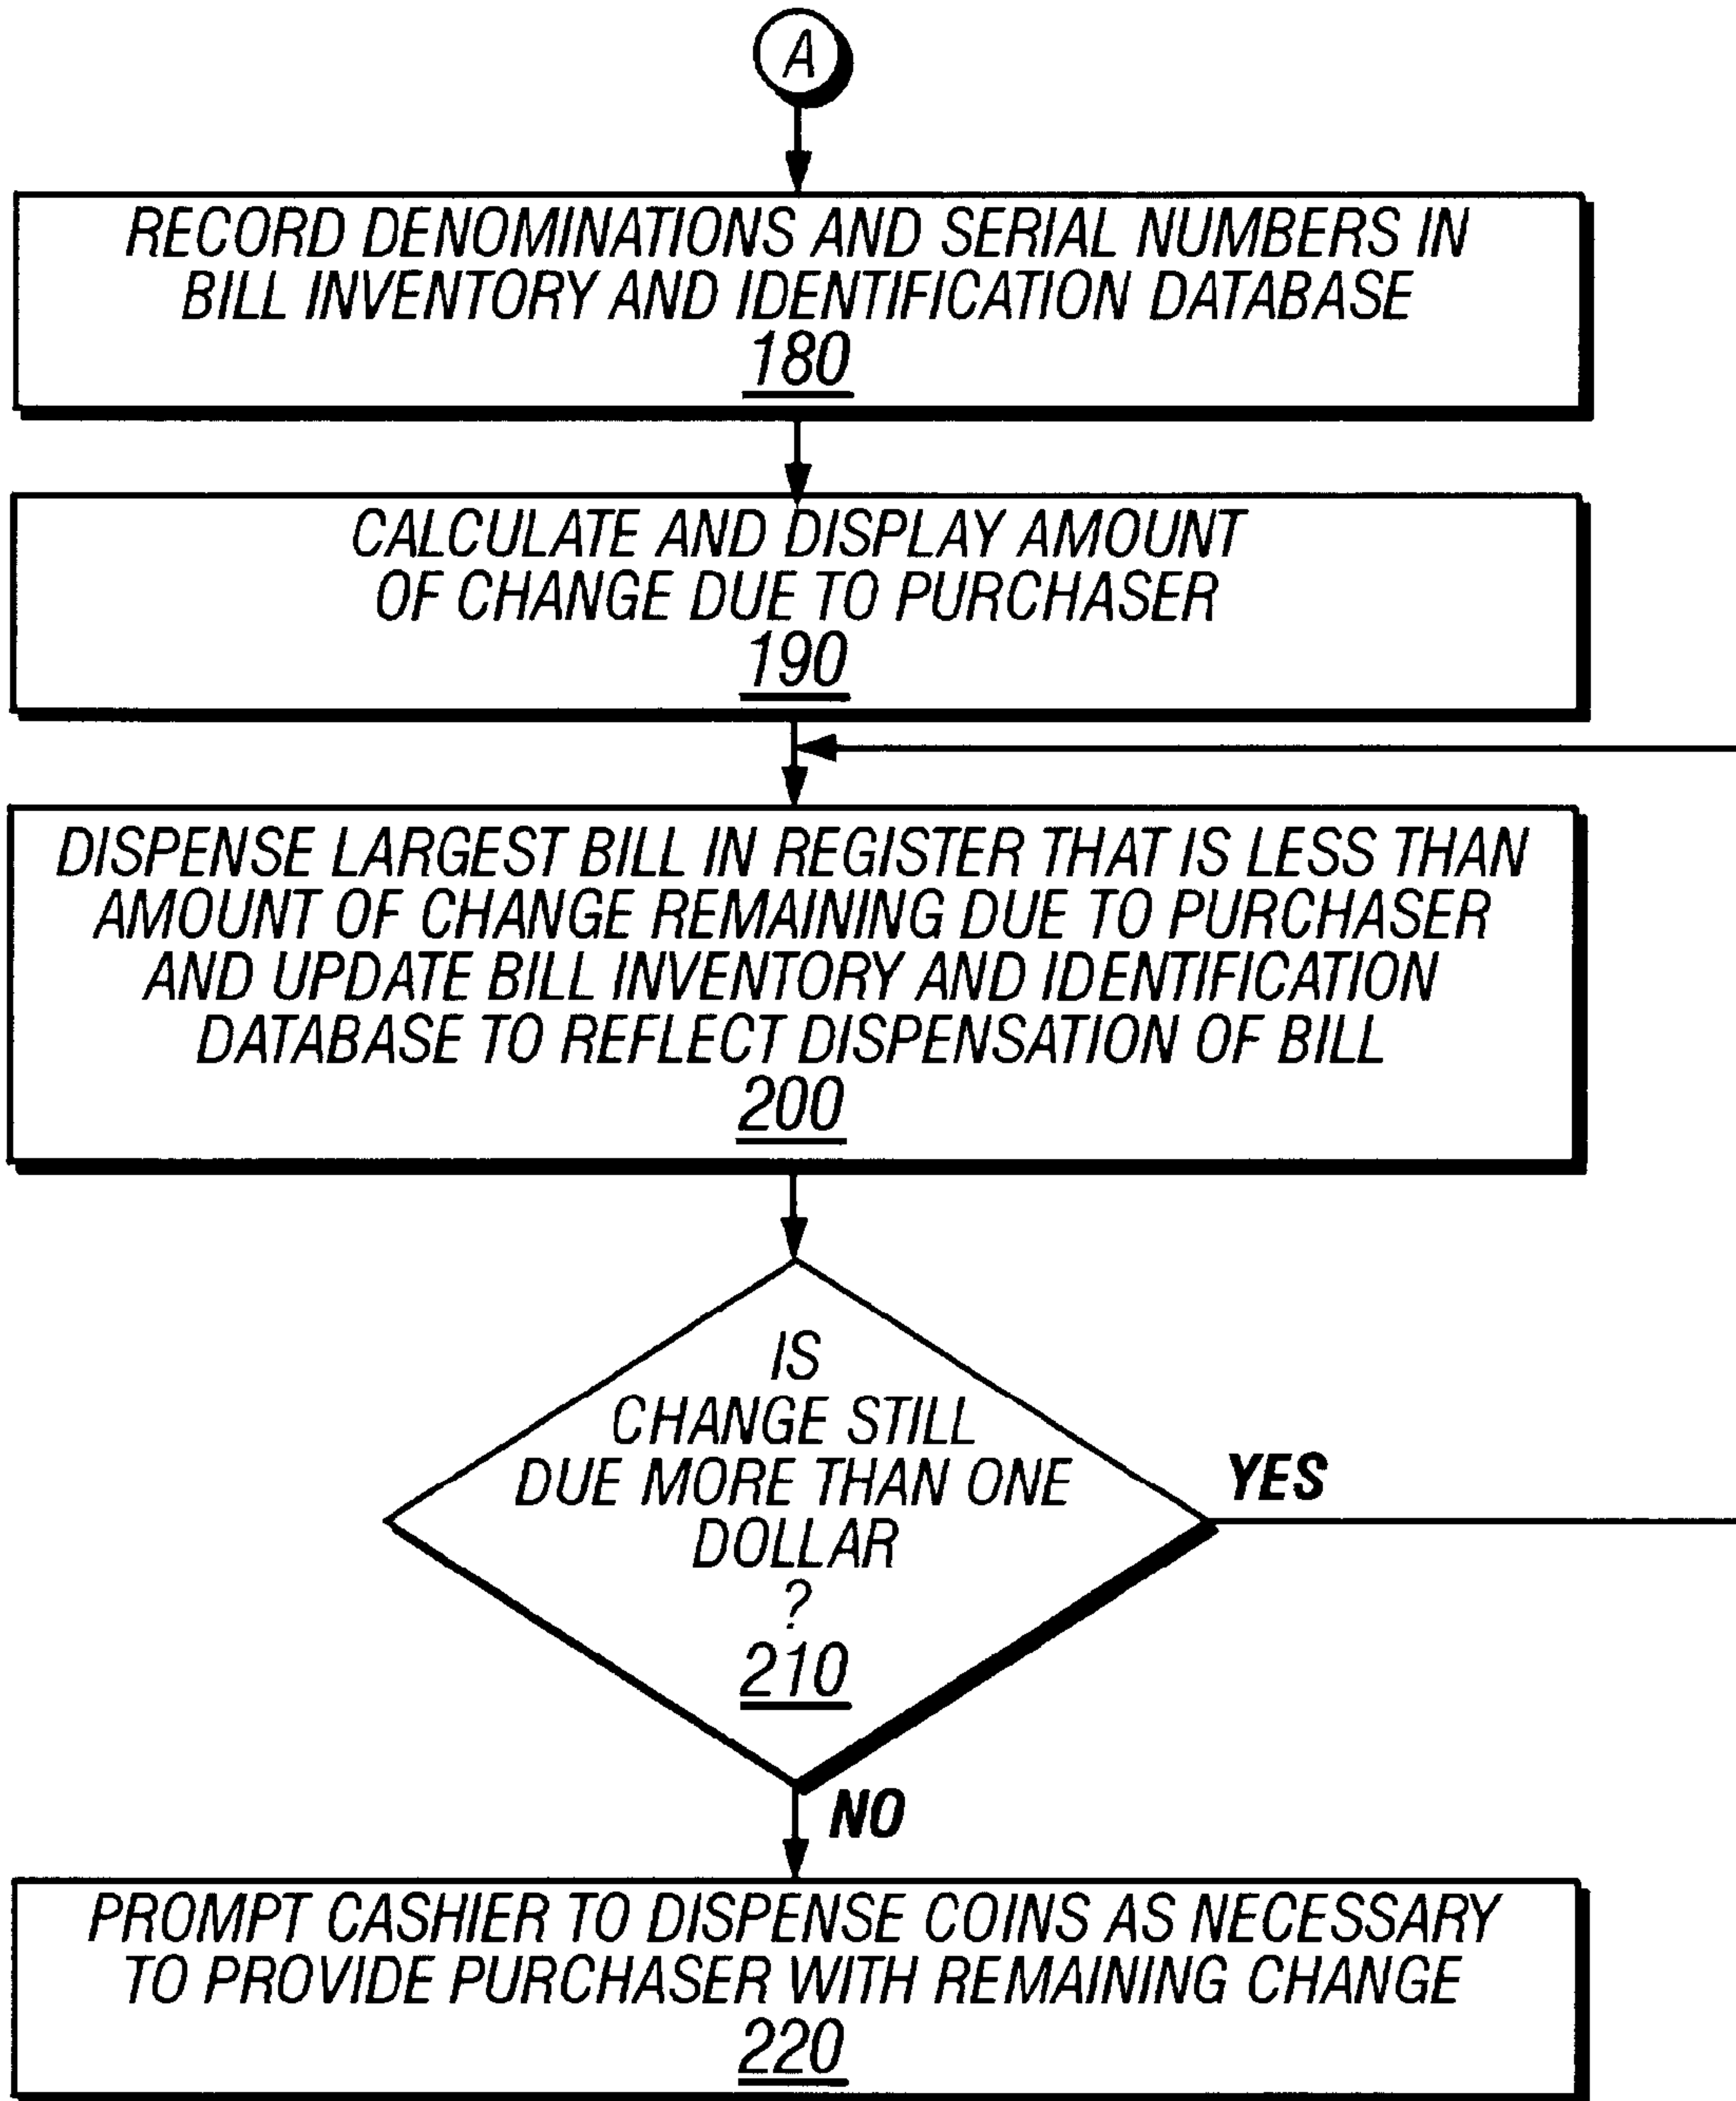 A
RECORD DENOMINATIONS AND SERIAL NUMBERS IN
BILL INVENTORY AND IDENTIFICATION DATABASE
180
CALCULATE AND DISPLAY AMOUNT
OF CHANGE DUE TO PURCHASER
190
DISPENSE LARGEST BILL IN REGISTER THAT IS LESS THAN
AMOUNT OF CHANGE REMAINING DUE TO PURCHASER
AND UPDATE BILL INVENTORY AND IDENTIFICATION
DATABASE TO REFLECT DISPENSATION OF BILL
200
IS
CHANGE STILL
DUE MORE THAN ONE
DOLLAR
?
210
YES
NO
PROMPT CASHIER TO DISPENSE COINS AS NECESSARY
TO PROVIDE PURCHASER WITH REMAINING CHANGE
220